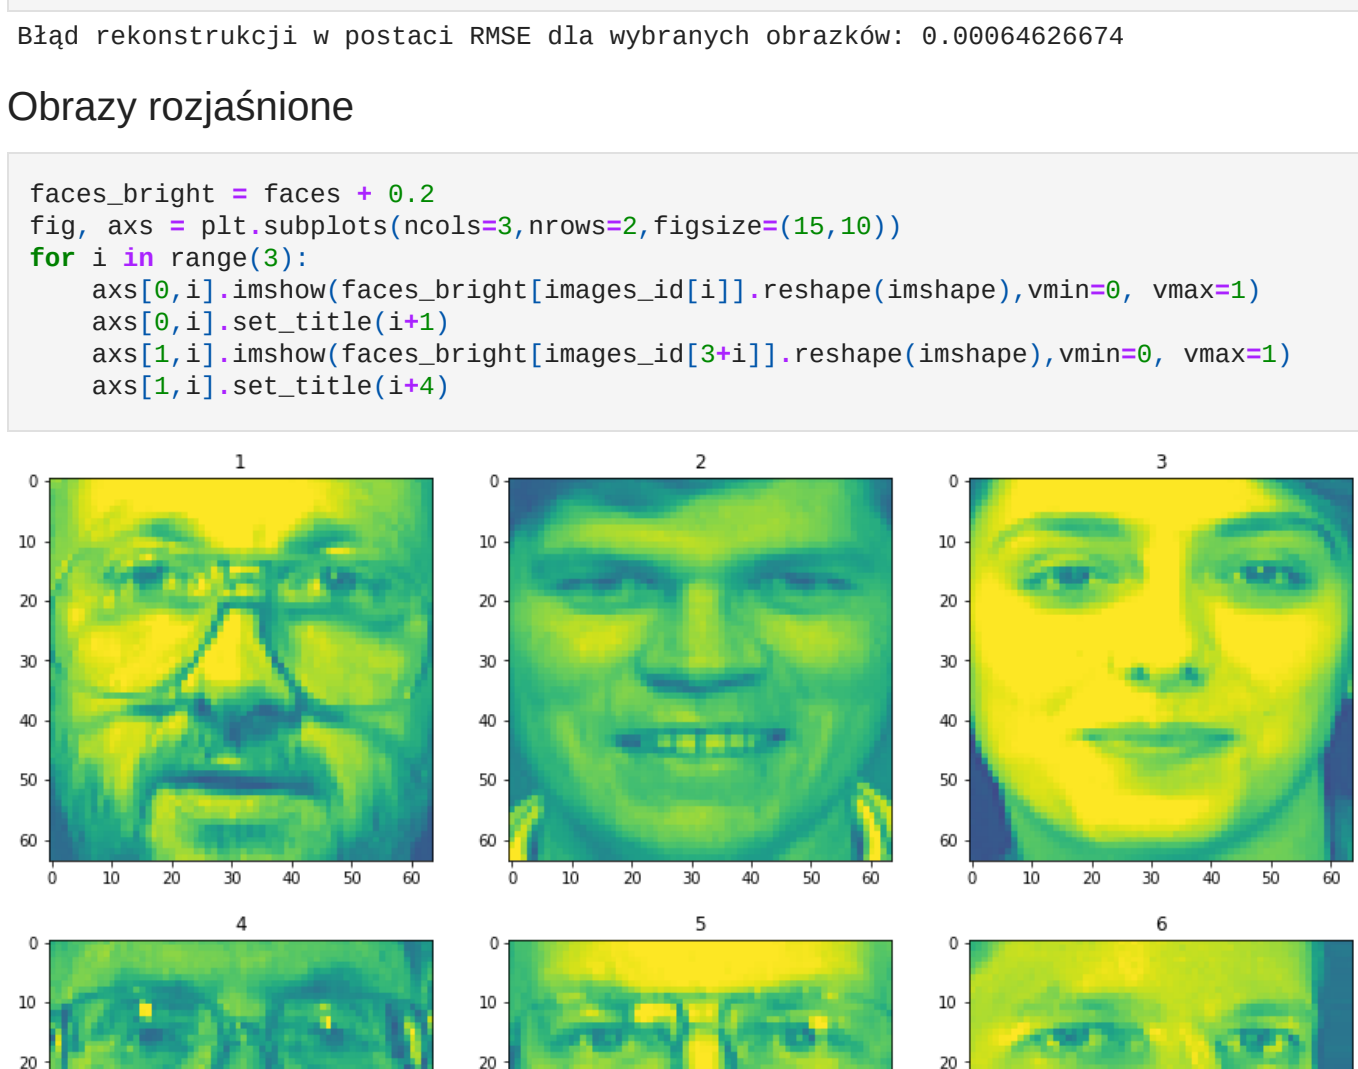 Błąd rekonstrukcji w postaci RMSE dla wybranych obrazków: 0.00064626674
Obrazy rozjaśnione
faces_bright = faces + 0.2
fig, axs = plt.subplots(ncols=3,nrows=2,figsize=(15,10))
for i in range(3):
    axs[0,i].imshow(faces_bright[images_id[i]].reshape(imshape),vmin=0, vmax=1)
    axs[0,i].set_title(i+1)
    axs[1,i].imshow(faces_bright[images_id[3+i]].reshape(imshape),vmin=0, vmax=1)
    axs[1,i].set_title(i+4)
1 2 3
0 0 0
10 10 10
20 20 20
30 30 30
40 40 40
50 50 50
60 60 60
0 10 20 30 40 50 60 0 10 20 30 40 50 60 0 10 20 30 40 50 60
4 5 6
0 0 0
10 10 10
20 20 20